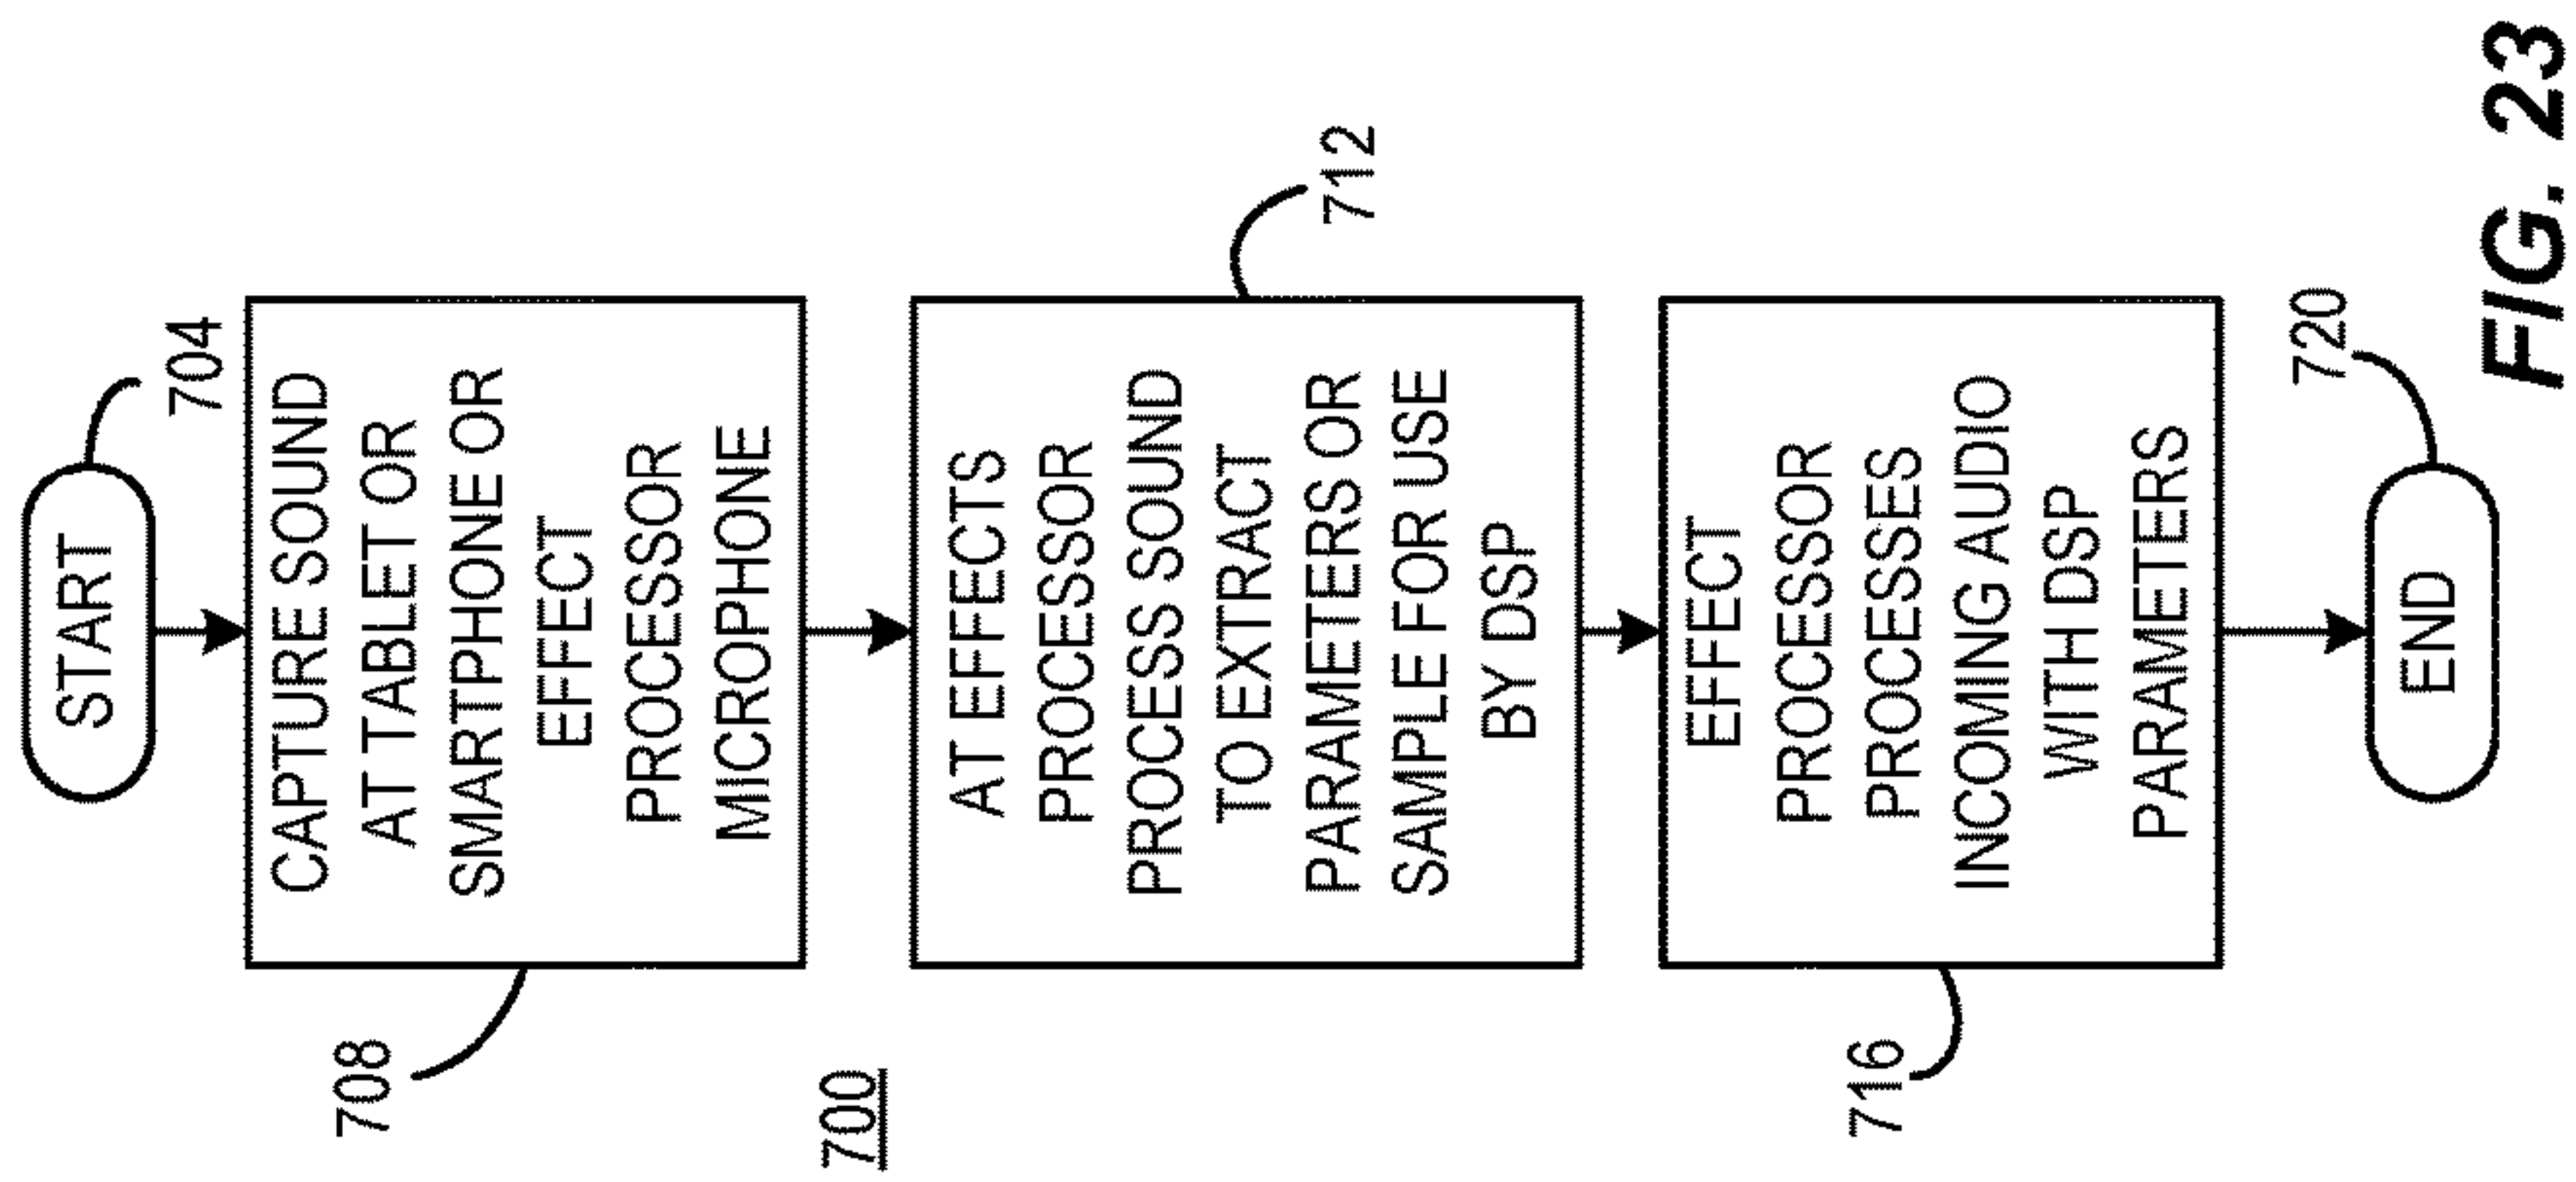 START
704
CAPTURE SOUND
AT TABLET OR
SMARTPHONE OR
EFFECT
PROCESSOR
MICROPHONE
708
700
AT EFFECTS
PROCESSOR
PROCESS SOUND
TO EXTRACT
PARAMETERS OR
SAMPLE FOR USE
BY DSP
712
EFFECT
PROCESSOR
PROCESSES
INCOMING AUDIO
WITH DSP
PARAMETERS
716
END
720
FIG. 23